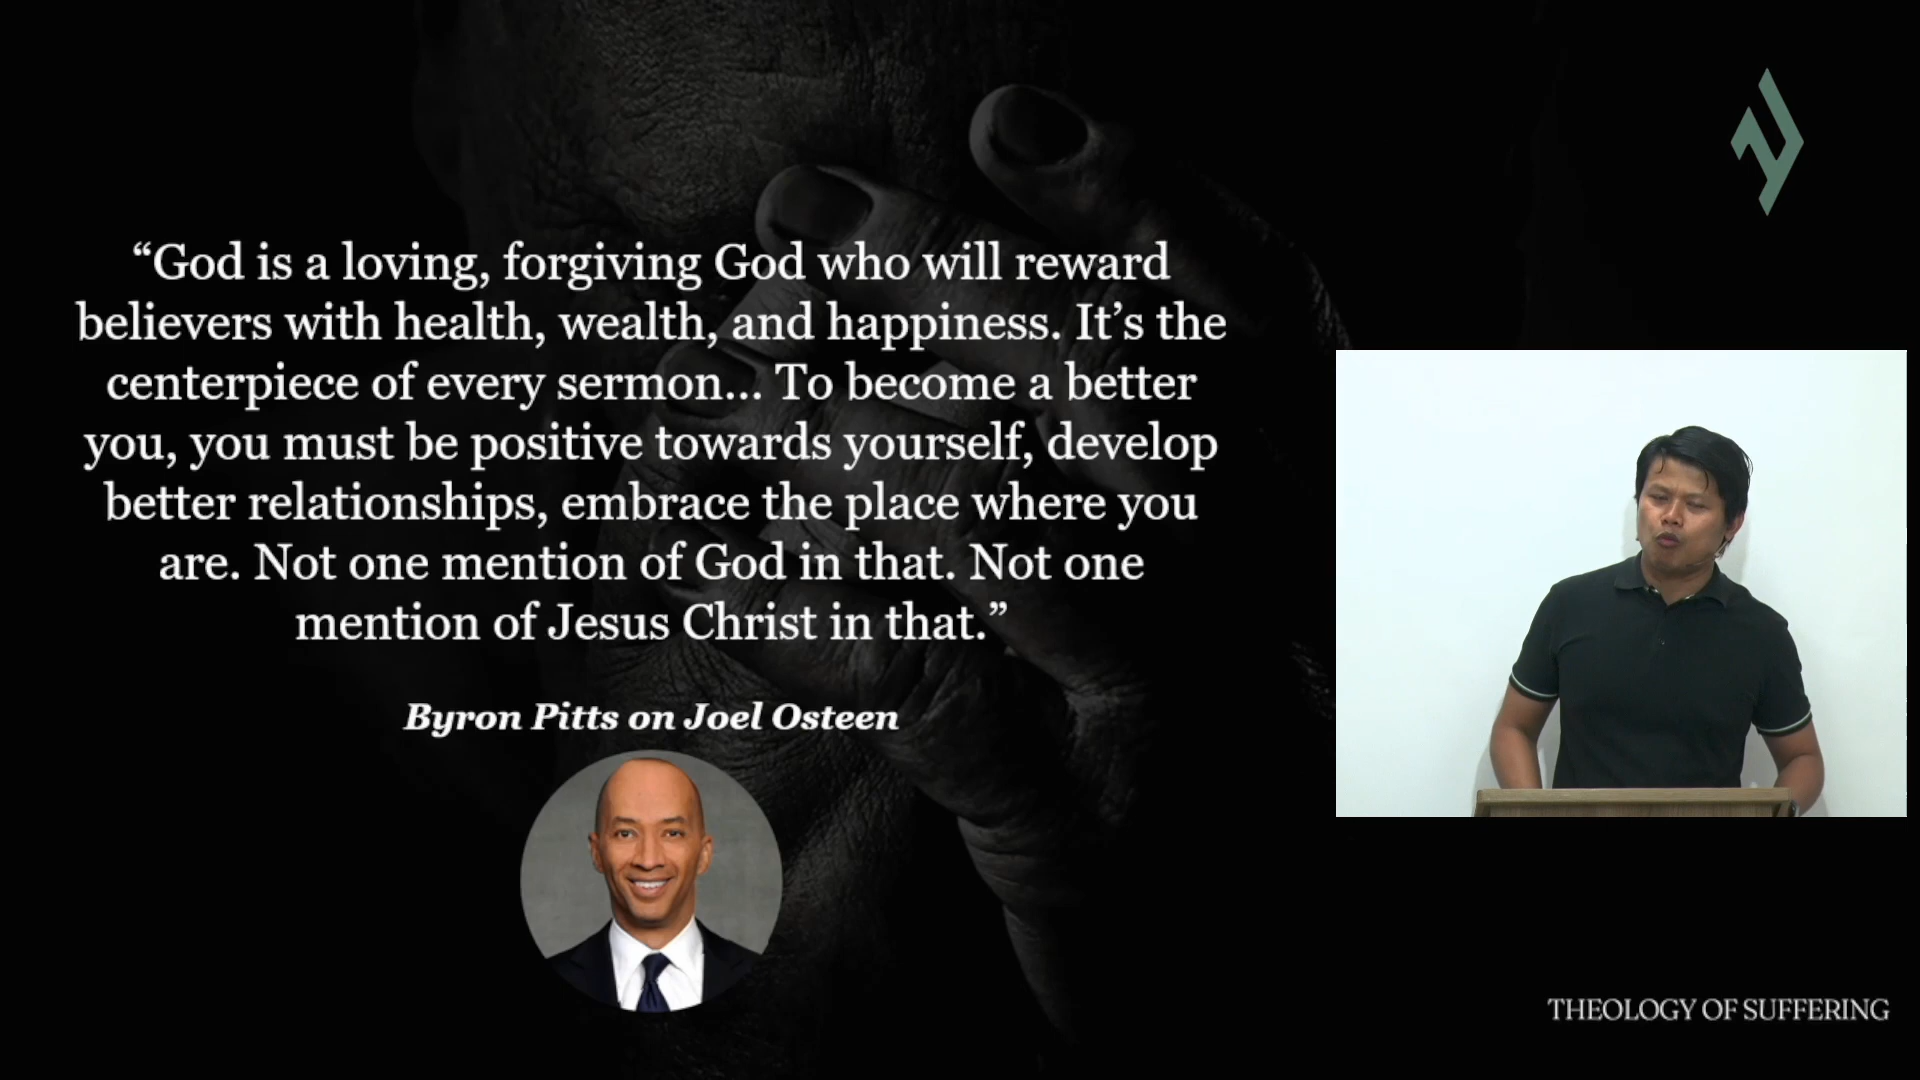 “God is a loving, forgiving God who will reward
believers with health, wealth, and happiness. It’s the
centerpiece of every sermon... To become a better
you, you must be positive towards yourself, develop
better relationships, embrace the place where you
are. Not one mention of God in that. Not one
mention of Jesus Christ in that.”
Byron Pitts on Joel Osteen
THEOLOGY OF SUFFERING